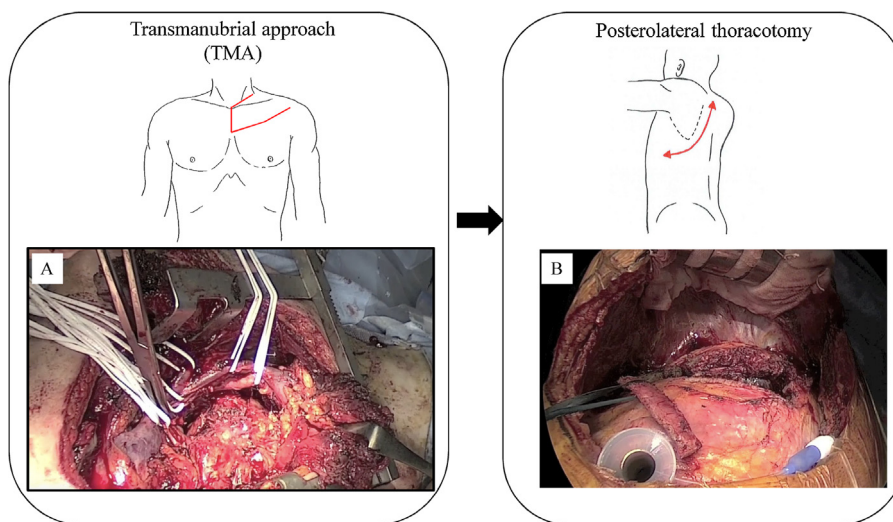 Transmanubrial approach
(TMA)
Posterolateral thoracotomy
A
B